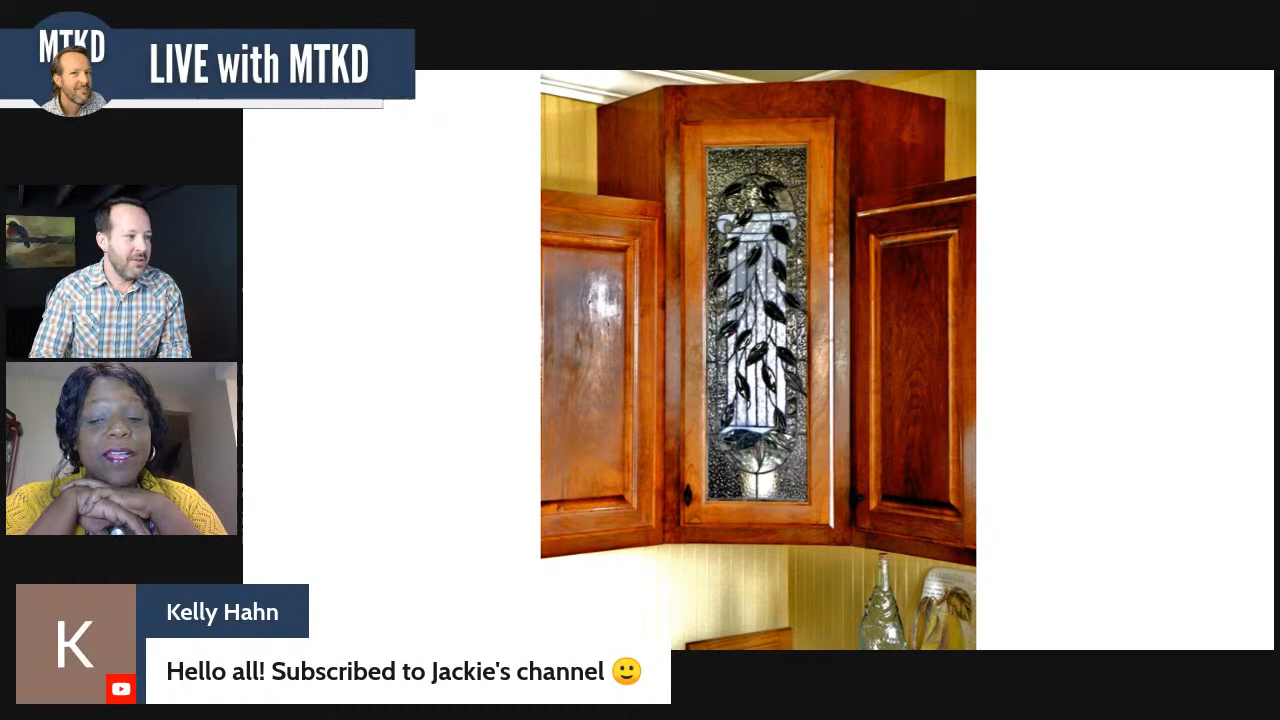 MTKD
LIVE with MTKD
K
Kelly Hahn
Hello all! Subscribed to Jackie's channel 🙂